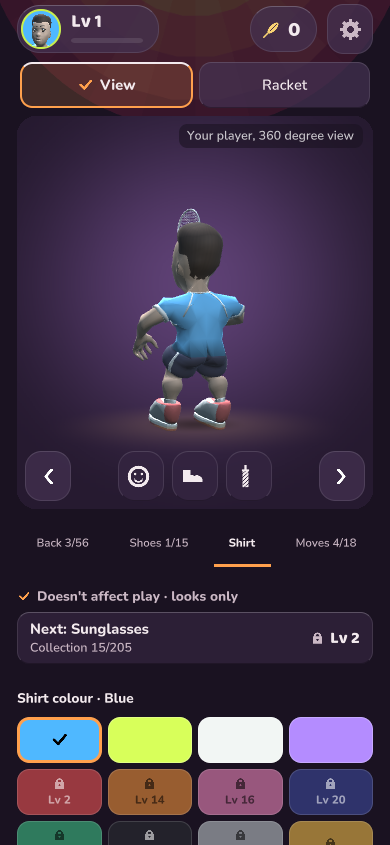 Lv 1
0
View
Racket
Your player, 360 degree view
Back 3/56
Shoes 1/15
Shirt
Moves 4/18
Doesn't affect play · looks only
Next: Sunglasses
Collection 15/205
Lv 2
Shirt colour · Blue
Lv 2
Lv 14
Lv 16
Lv 20